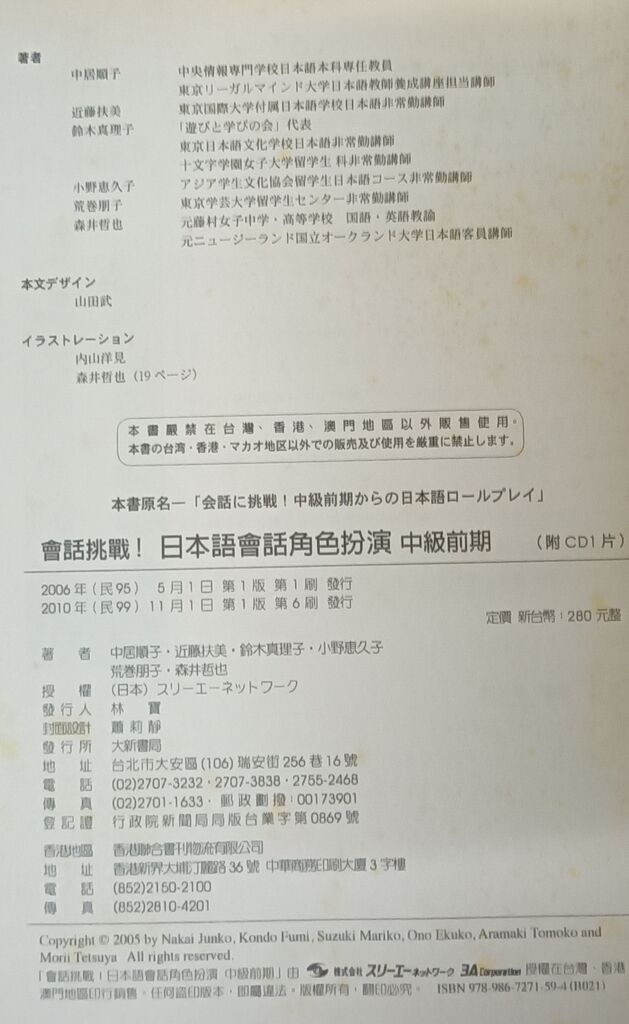 著者
中居順子 中央情報専門学校日本語本科専任教員
東京リーガルマインド大学日本語教師養成講座担当講師
近藤扶美 東京国際大学付属日本語学校日本語非常勤講師
鈴木真理子 「遊びと学びの会」代表
東京日本語文化学校日本語非常勤講師
十文字学園女子大学留学生 科非常勤講師
小野恵久子 アジア学生文化協会留学生日本語コース非常勤講師
荒巻朋子 東京学芸大学留学生センター非常勤講師
森井哲也 元藤村女子中学・高等学校 国語・英語教諭
元ニュージーランド国立オークランド大学日本語客員講師
本文デザイン
山田武
イラストレーション
内山洋見
森井哲也（19ページ）
本書嚴禁在台灣、香港、澳門地區以外販售使用。
本書の台湾・香港・マカオ地区以外での販売及び使用を厳重に禁止します。
本書原名—「会話に挑戦！中級前期からの日本語ロールプレイ」
會話挑戰！ 日本語會話角色扮演 中級前期 （附 CD1 片）
2006 年（民 95） 5 月 1 日 第 1 版 第 1 刷 發行
2010 年（民 99） 11 月 1 日 第 1 版 第 6 刷 發行
定價 新台幣：280 元整
著 者 中居順子・近藤扶美・鈴木真理子・小野恵久子
荒巻朋子・森井哲也
授 權 （日本）スリーエーネットワーク
發行人 林 寶
封面設計 蕭莉靜
發行所 大新書局
地 址 台北市大安區 (106) 瑞安街 256 巷 16 號
電 話 (02)2707-3232・2707-3838・2755-2468
傳 真 (02)2701-1633・郵政劃撥：00173901
登記證 行政院新聞局局版台業字第 0869 號
香港地區 香港聯合書刊物流有限公司
地 址 香港新界大埔汀麗路 36 號 中華商務印刷大廈 3 字樓
電 話 (852)2150-2100
傳 真 (852)2810-4201
Copyright © 2005 by Nakai Junko, Kondo Fumi, Suzuki Mariko, Ono Ekuko, Aramaki Tomoko and
Morii Tetsuya All rights reserved.
「會話挑戰！日本語會話角色扮演 中級前期」由 株式会社 スリーエーネットワーク 3A Corporation 授權在台灣、香港
澳門地區印行銷售。任何盜印版本，即屬違法。版權所有，翻印必究。 ISBN 978-986-7271-59-4 (B021)